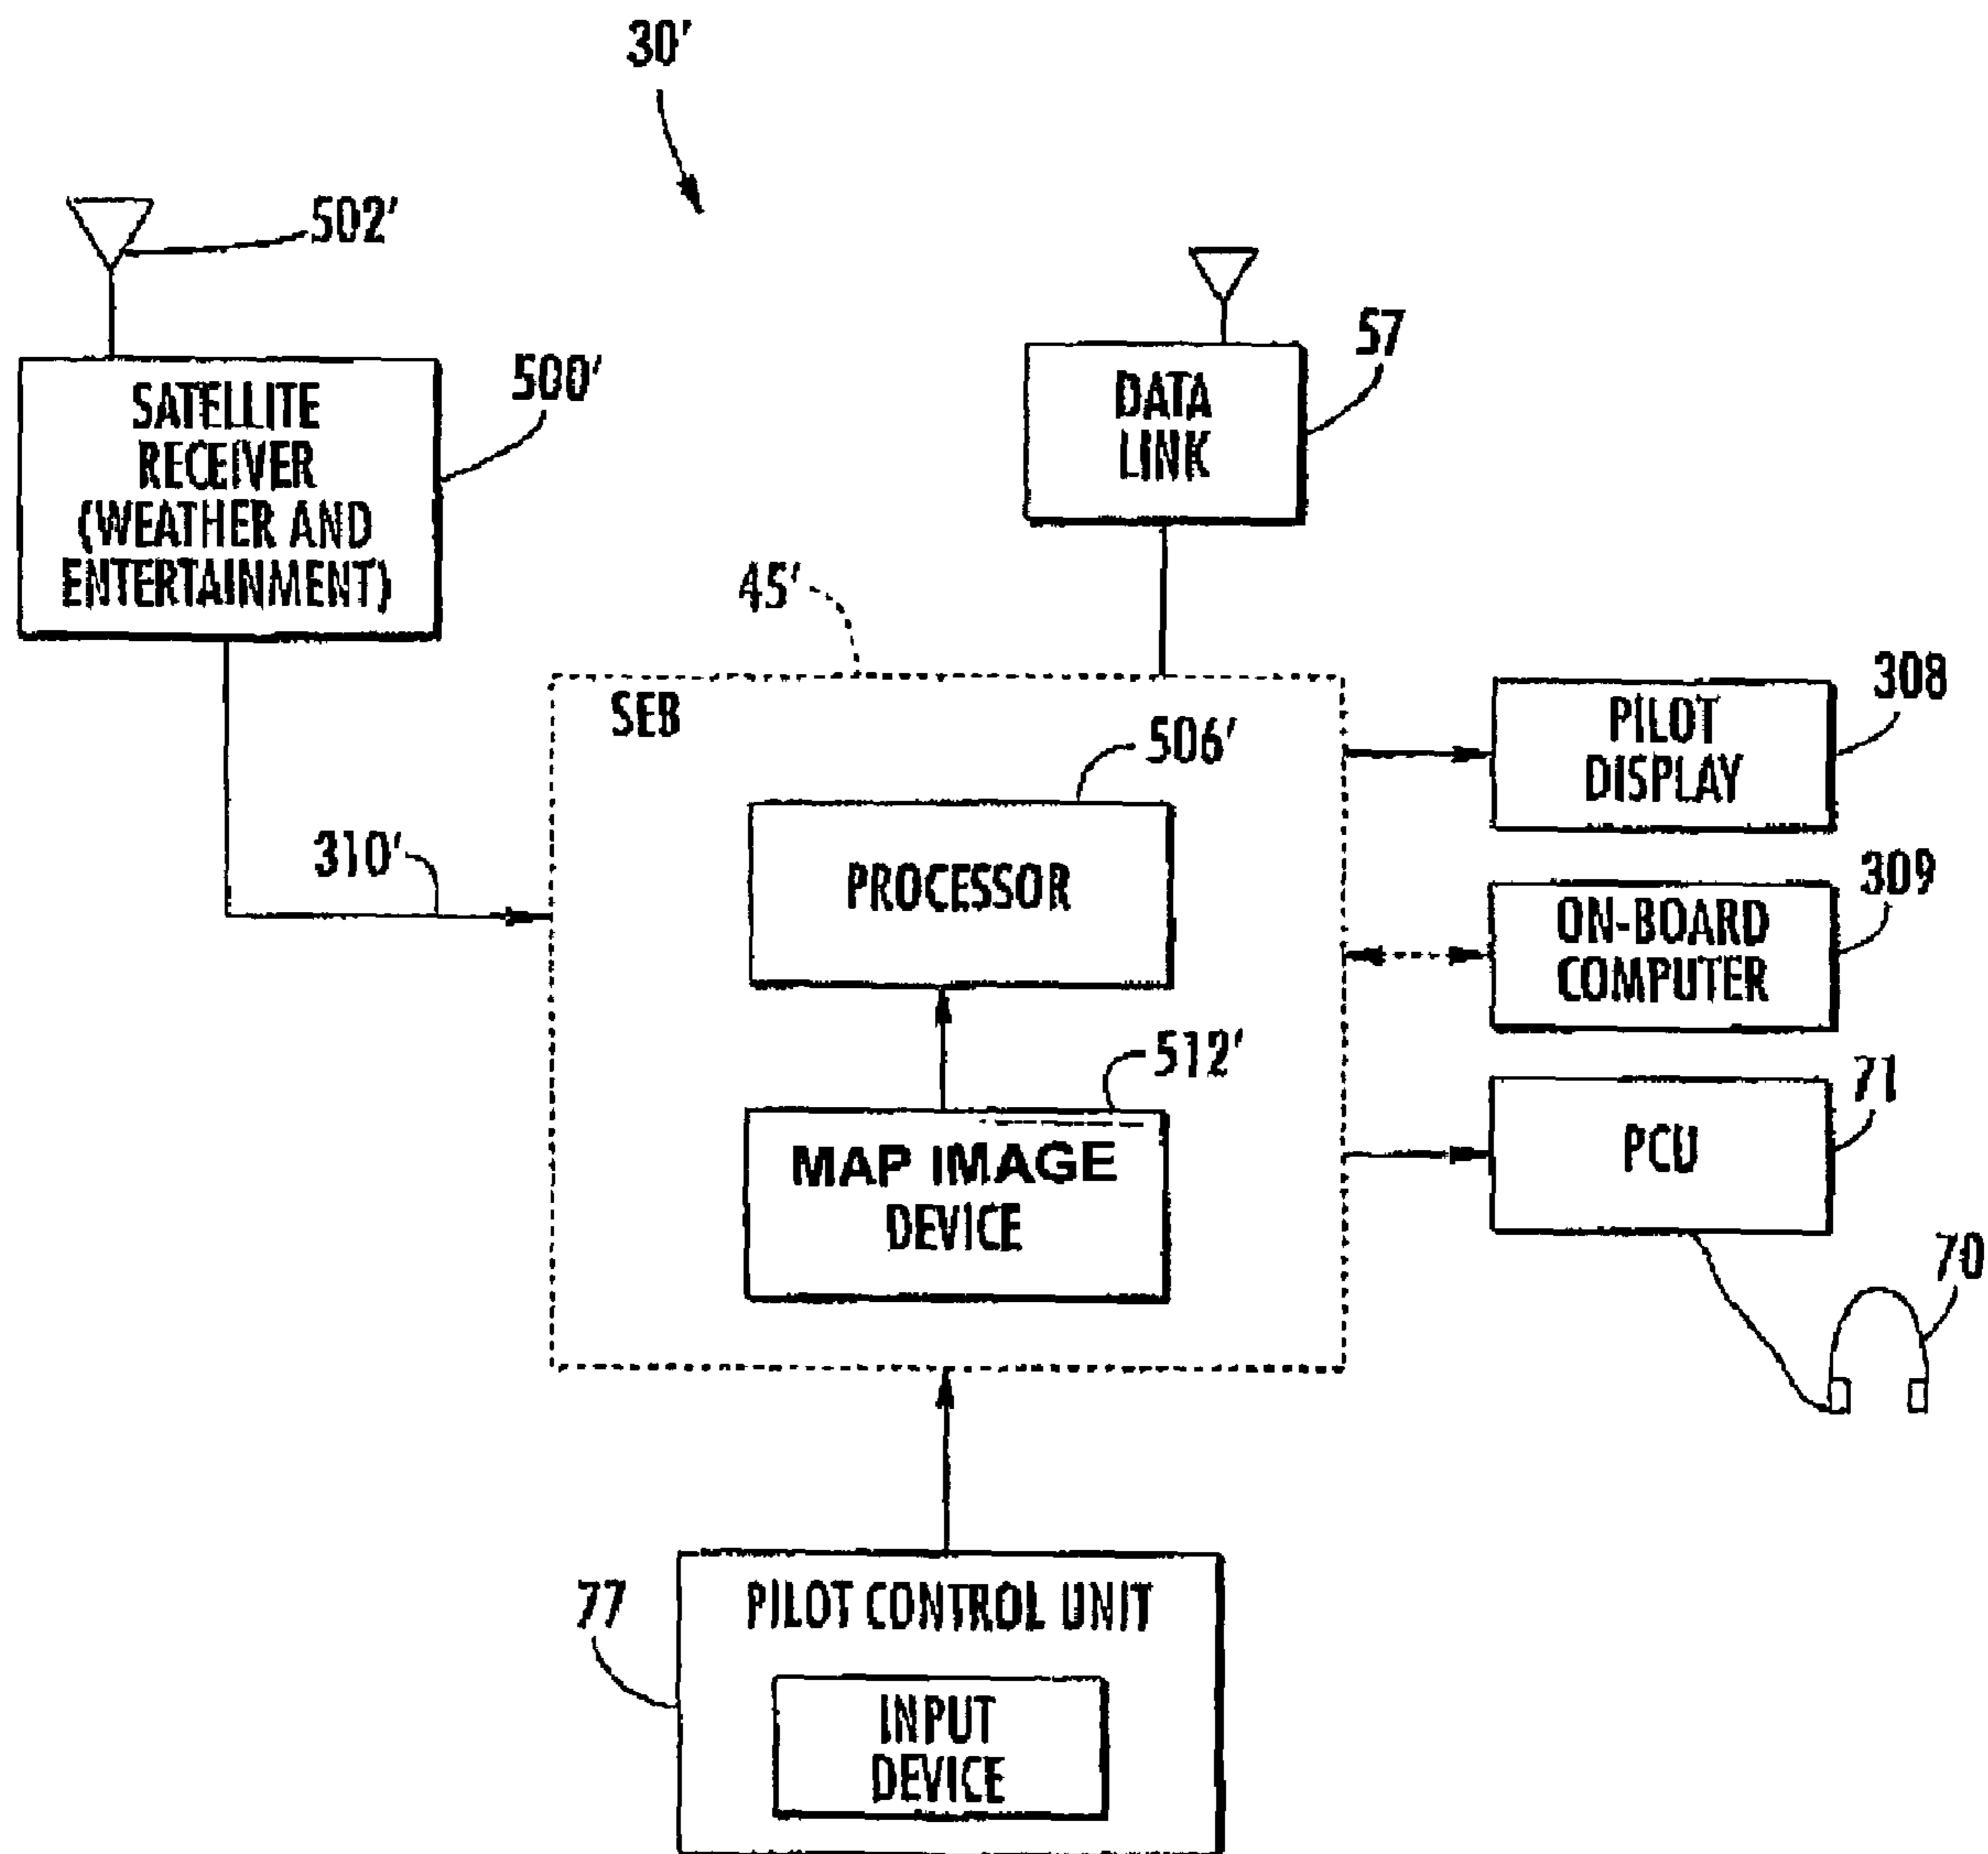 30'
502'
SATELLITE
RECEIVER
(WEATHER AND
ENTERTAINMENT)
500'
DATA
LINK
57
45'
SEB
506'
PROCESSOR
310'
512'
MAP IMAGE
DEVICE
PILOT
DISPLAY
308
ON-BOARD
COMPUTER
309
PCU
71
70
77
PILOT CONTROL UNIT
INPUT
DEVICE